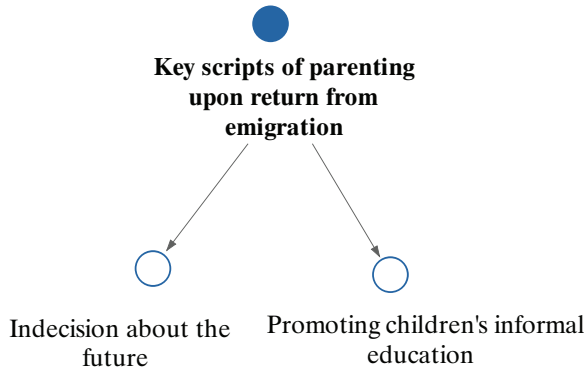 Key scripts of parenting
upon return from
emigration
Indecision about the
future
Promoting children's informal
education